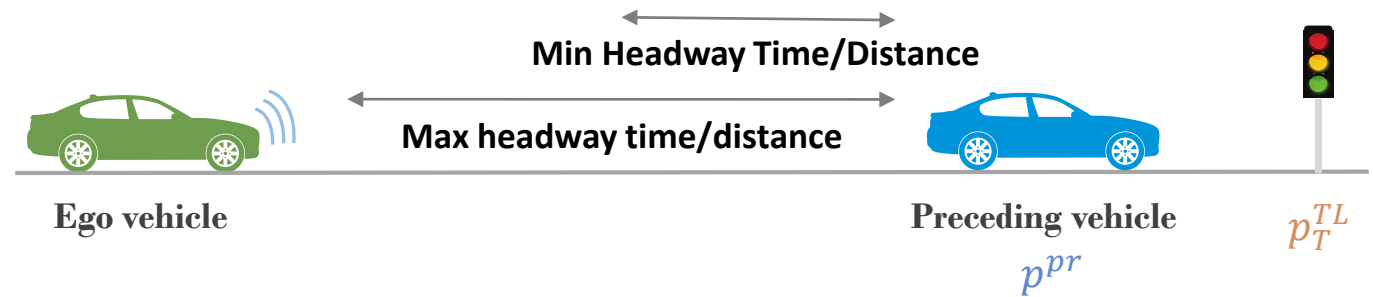 Min Headway Time/Distance
Max headway time/distance
Ego vehicle
Preceding vehicle
p^{pr}
p_T^{TL}